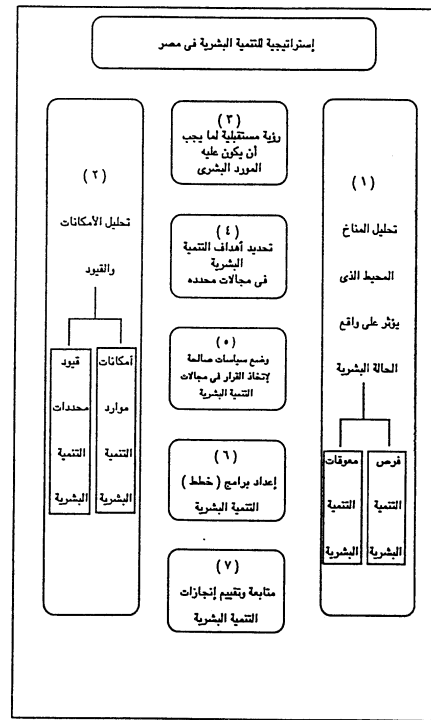 إستراتيجية للتنمية البشرية فى مصر
(١)
تحليل المناخ
المحيط الذى
يؤثر على واقع
الحالة البشرية
فرص
التنمية
البشرية
معوقات
التنمية
البشرية
(٢)
تحليل الأمكانات
والقيود
أمكانات
موارد
التنمية
البشرية
قيود
محددات
التنمية
البشرية
(٣)
رؤية مستقبلية لما يجب
أن يكون عليه
المورد البشرى
(٤)
تحديد أهداف التنمية
البشرية
فى مجالات محدده
(٥)
وضع سياسات صالحة
لإتخاذ القرار فى مجالات
التنمية البشرية
(٦)
إعداد برامج ( خطط )
التنمية البشرية
(٧)
متابعة وتقييم إنجازات
التنمية البشرية